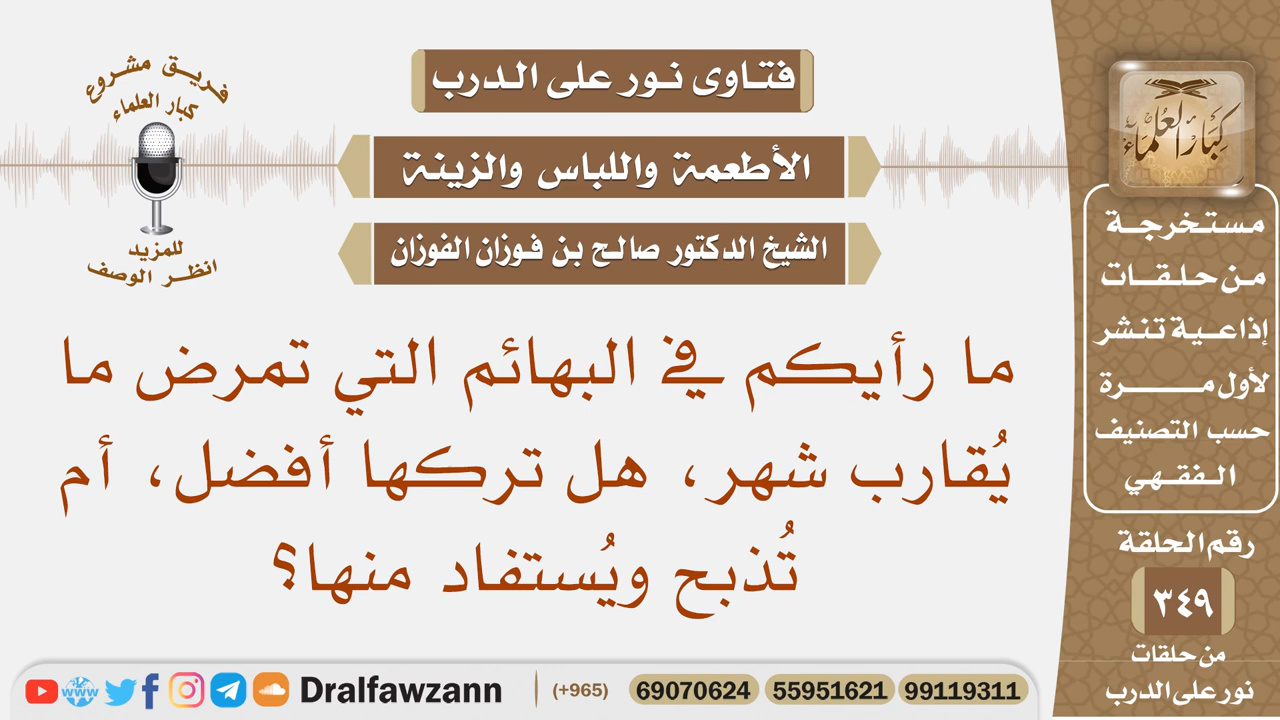 فتاوى نور على الدرب
الأطعمة واللباس والزينة
الشيخ الدكتور صالح بن فوزان الفوزان
ما رأيكم في البهائم التي تمرض ما
يُقارب شهر، هل تركها أفضل، أم
تُذبح ويُستفاد منها؟
فريق مشروع
كبار العلماء
للمزيد
انظر الوصف
كبار العلماء
مستخرجة
من حلقات
إذاعية تنشر
لأول مرة
حسب التصنيف
الفقهي
رقم الحلقة
٣٤٩
من حلقات
نور على الدرب
www
Dralfawzann
(+965) 69070624 55951621 99119311